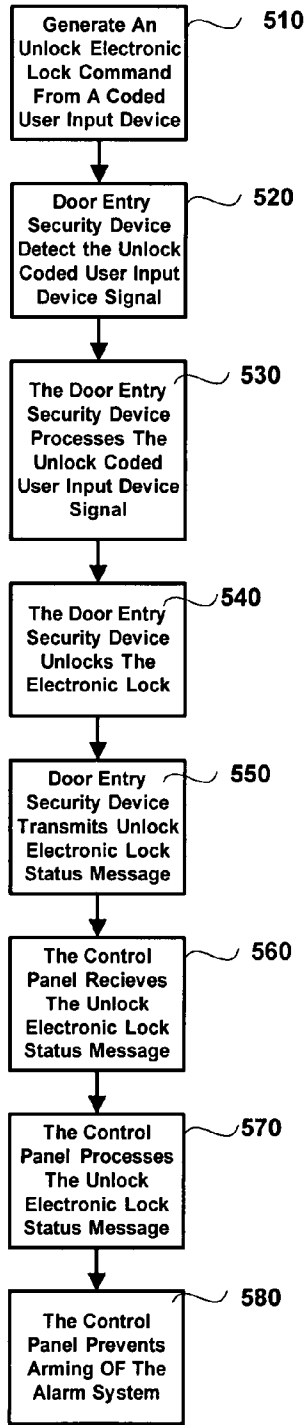 Generate An
Unlock Electronic
Lock Command
From A Coded
User Input Device
510
Door Entry
Security Device
Detect the Unlock
Coded User Input
Device Signal
520
The Door Entry
Security Device
Processes The
Unlock Coded
User Input Device
Signal
530
The Door Entry
Security Device
Unlocks The
Electronic Lock
540
Door Entry
Security Device
Transmits Unlock
Electronic Lock
Status Message
550
The Control
Panel Recieves
The Unlock
Electronic Lock
Status Message
560
The Control
Panel Processes
The Unlock
Electronic Lock
Status Message
570
The Control
Panel Prevents
Arming OF The
Alarm System
580